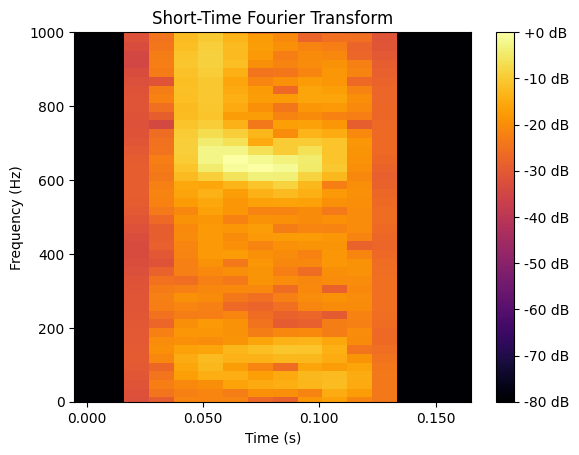 Short-Time Fourier Transform
1000
800
600
400
200
0
Frequency (Hz)
0.000
0.050
0.100
0.150
Time (s)
+0 dB
-10 dB
-20 dB
-30 dB
-40 dB
-50 dB
-60 dB
-70 dB
-80 dB